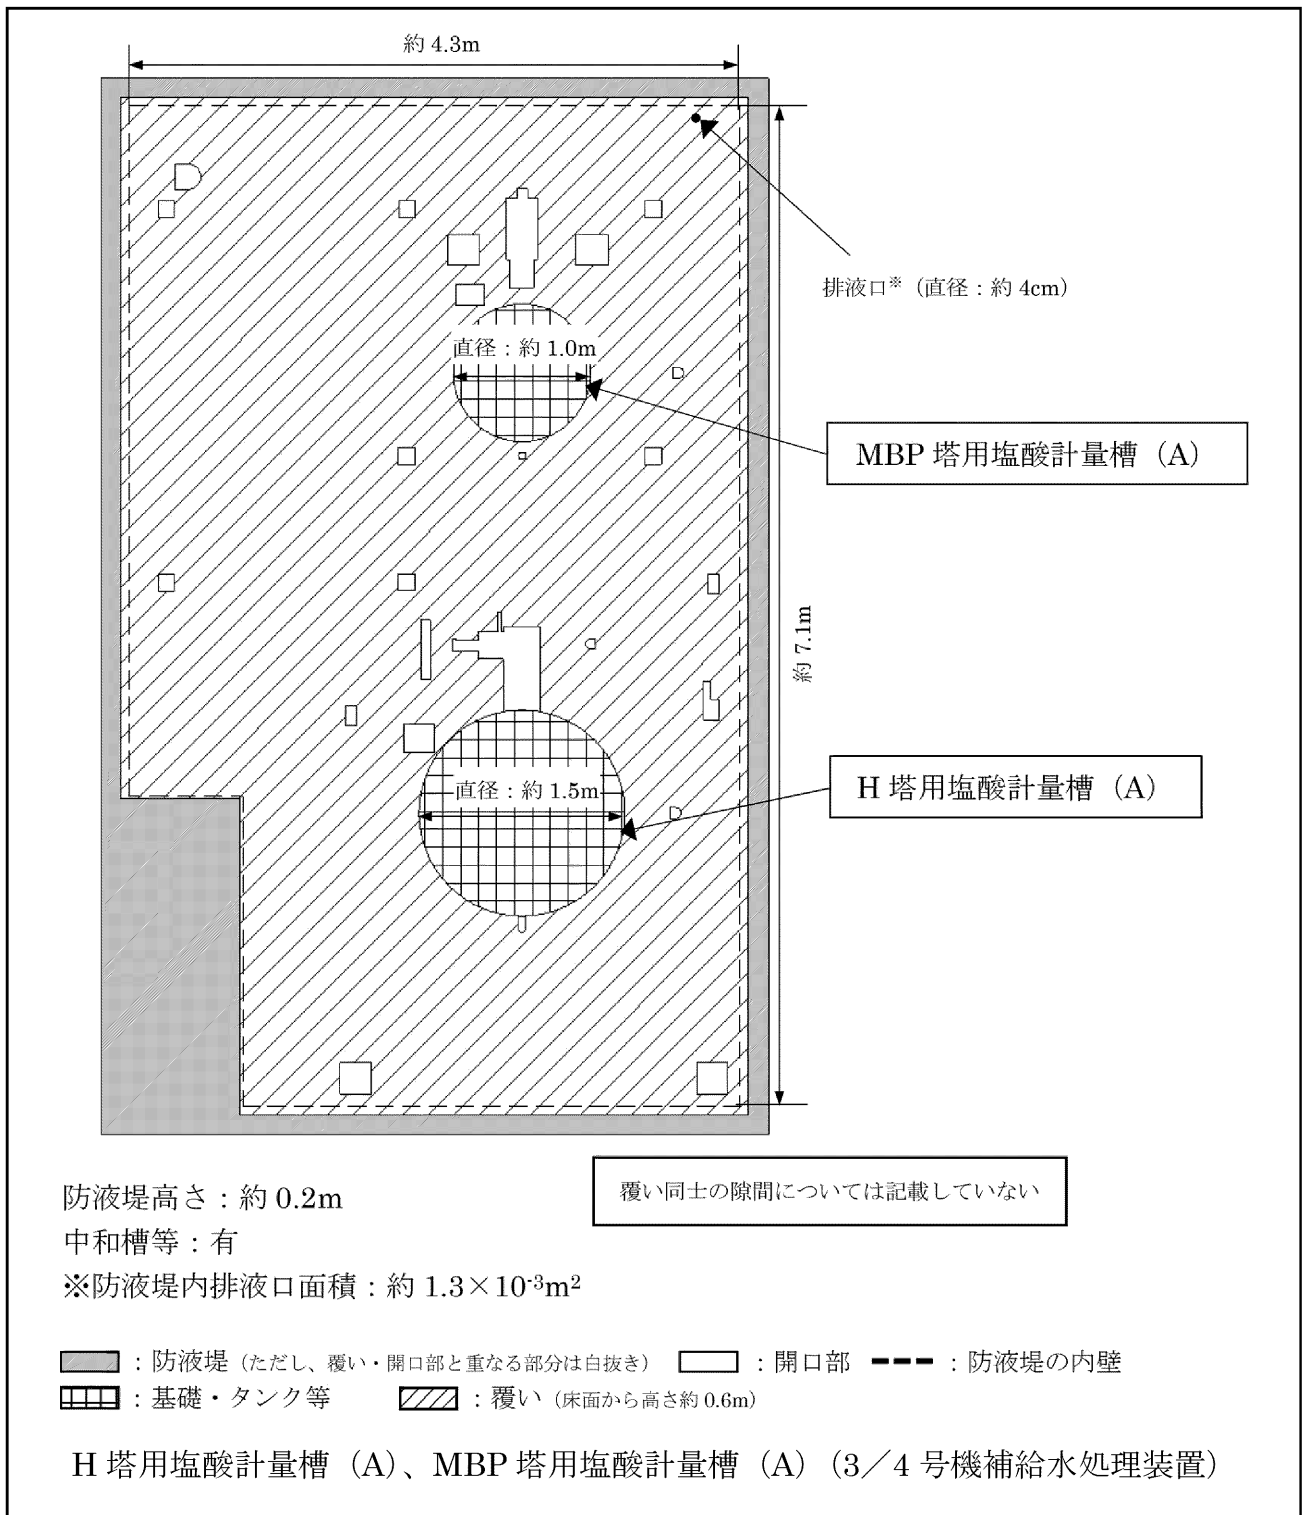 約 4.3m
排液口※（直径：約 4cm）
直径：約 1.0m
MBP 塔用塩酸計量槽（A）
約 7.1m
直径：約 1.5m
H 塔用塩酸計量槽（A）
防液堤高さ：約 0.2m
覆い同士の隙間については記載していない
中和槽等：有
※防液堤内排液口面積：約 1.3×10⁻³m²
：防液堤（ただし、覆い・開口部と重なる部分は白抜き） ：開口部 ：防液堤の内壁
：基礎・タンク等 ：覆い（床面から高さ約 0.6m）
H 塔用塩酸計量槽（A）、MBP 塔用塩酸計量槽（A）（3／4 号機補給水処理装置）